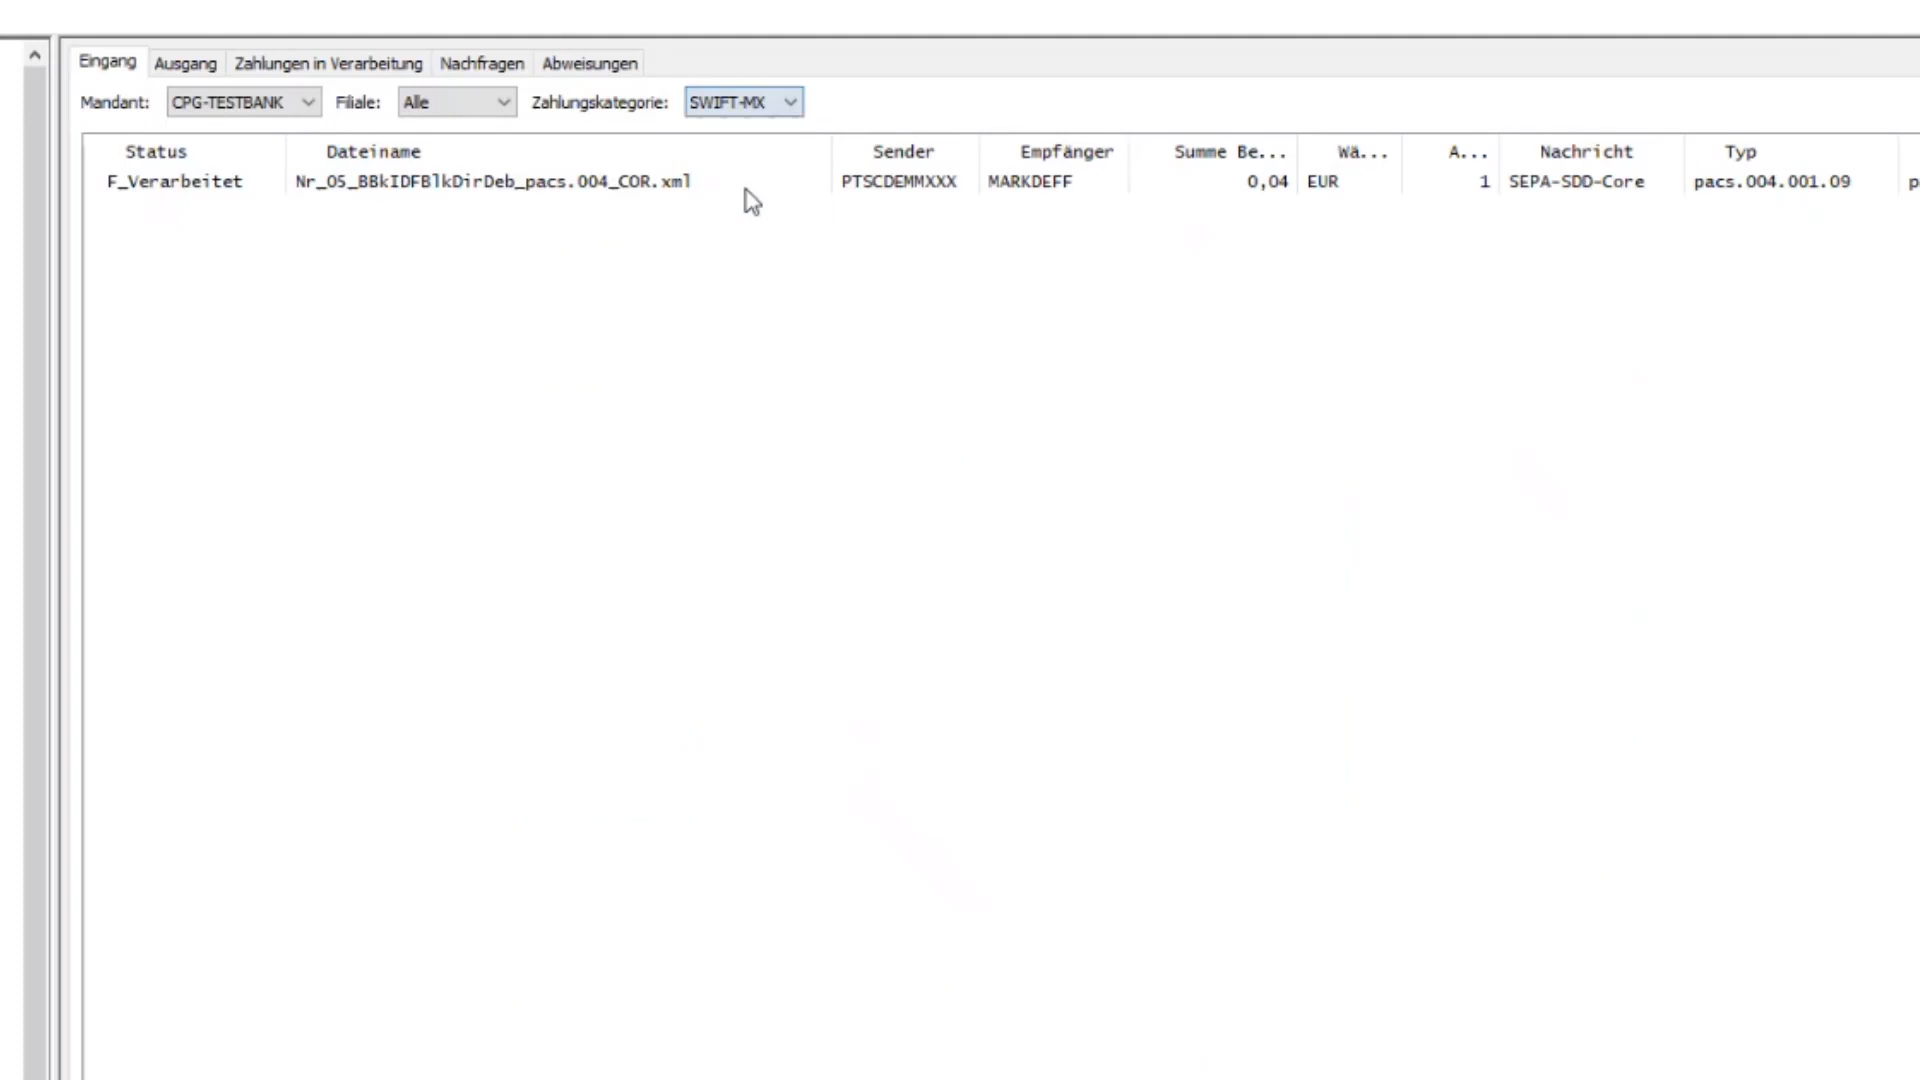 Eingang Ausgang Zahlungen in Verarbeitung Nachfragen Abweisungen
Mandant: CPG-TESTBANK Filiale: Alle Zahlungskategorie: SWIFT-MX
Status Dateiname Sender Empfänger Summe Be... Wä... A... Nachricht Typ
F_Verarbeitet Nr_05_BBkIDFBlkDirDeb_pacs.004_COR.xml PTSCDEMMXXX MARKDEFF 0,04 EUR 1 SEPA-SDD-Core pacs.004.001.09 p